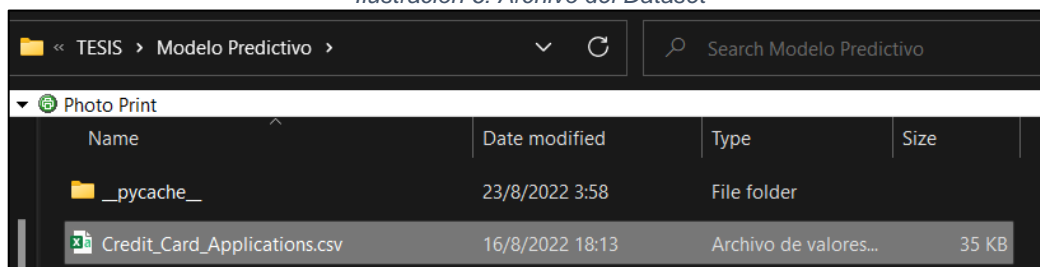 Ilustración 3. Archivo del Dataset
« TESIS > Modelo Predictivo >
Search Modelo Predictivo
Photo Print
Name Date modified Type Size
__pycache__ 23/8/2022 3:58 File folder
Credit_Card_Applications.csv 16/8/2022 18:13 Archivo de valores... 35 KB